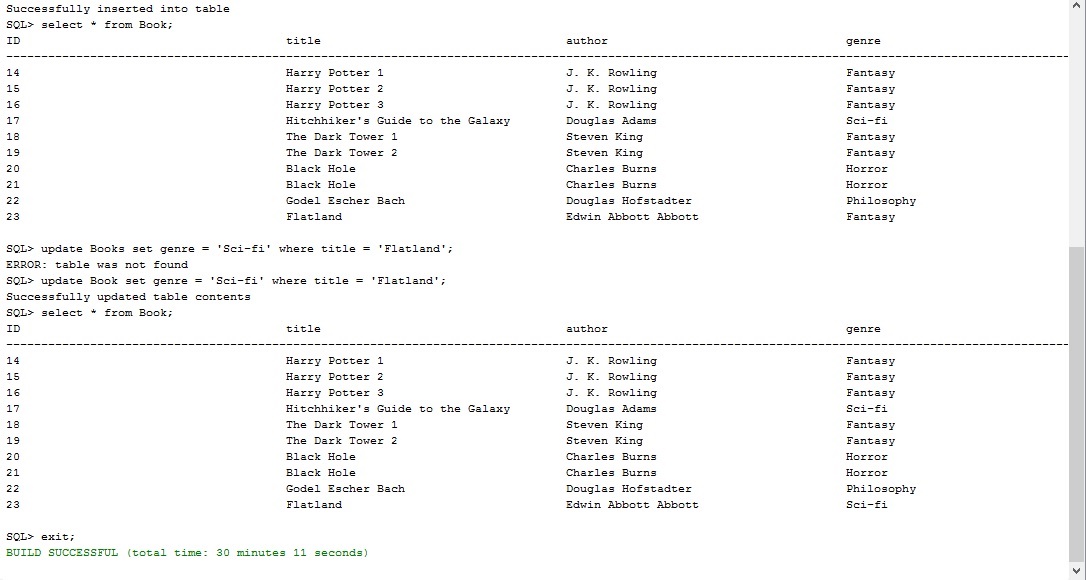 Successfully inserted into table
SQL> select * from Book;
ID title author genre
--------------------------------------------------------------------------------------------------------------------------------------------------------
14 Harry Potter 1 J. K. Rowling Fantasy
15 Harry Potter 2 J. K. Rowling Fantasy
16 Harry Potter 3 J. K. Rowling Fantasy
17 Hitchhiker's Guide to the Galaxy Douglas Adams Sci-fi
18 The Dark Tower 1 Steven King Fantasy
19 The Dark Tower 2 Steven King Fantasy
20 Black Hole Charles Burns Horror
21 Black Hole Charles Burns Horror
22 Godel Escher Bach Douglas Hofstadter Philosophy
23 Flatland Edwin Abbott Abbott Fantasy
SQL> update Books set genre = 'Sci-fi' where title = 'Flatland';
ERROR: table was not found
SQL> update Book set genre = 'Sci-fi' where title = 'Flatland';
Successfully updated table contents
SQL> select * from Book;
ID title author genre
--------------------------------------------------------------------------------------------------------------------------------------------------------
14 Harry Potter 1 J. K. Rowling Fantasy
15 Harry Potter 2 J. K. Rowling Fantasy
16 Harry Potter 3 J. K. Rowling Fantasy
17 Hitchhiker's Guide to the Galaxy Douglas Adams Sci-fi
18 The Dark Tower 1 Steven King Fantasy
19 The Dark Tower 2 Steven King Fantasy
20 Black Hole Charles Burns Horror
21 Black Hole Charles Burns Horror
22 Godel Escher Bach Douglas Hofstadter Philosophy
23 Flatland Edwin Abbott Abbott Sci-fi
SQL> exit;
BUILD SUCCESSFUL (total time: 30 minutes 11 seconds)